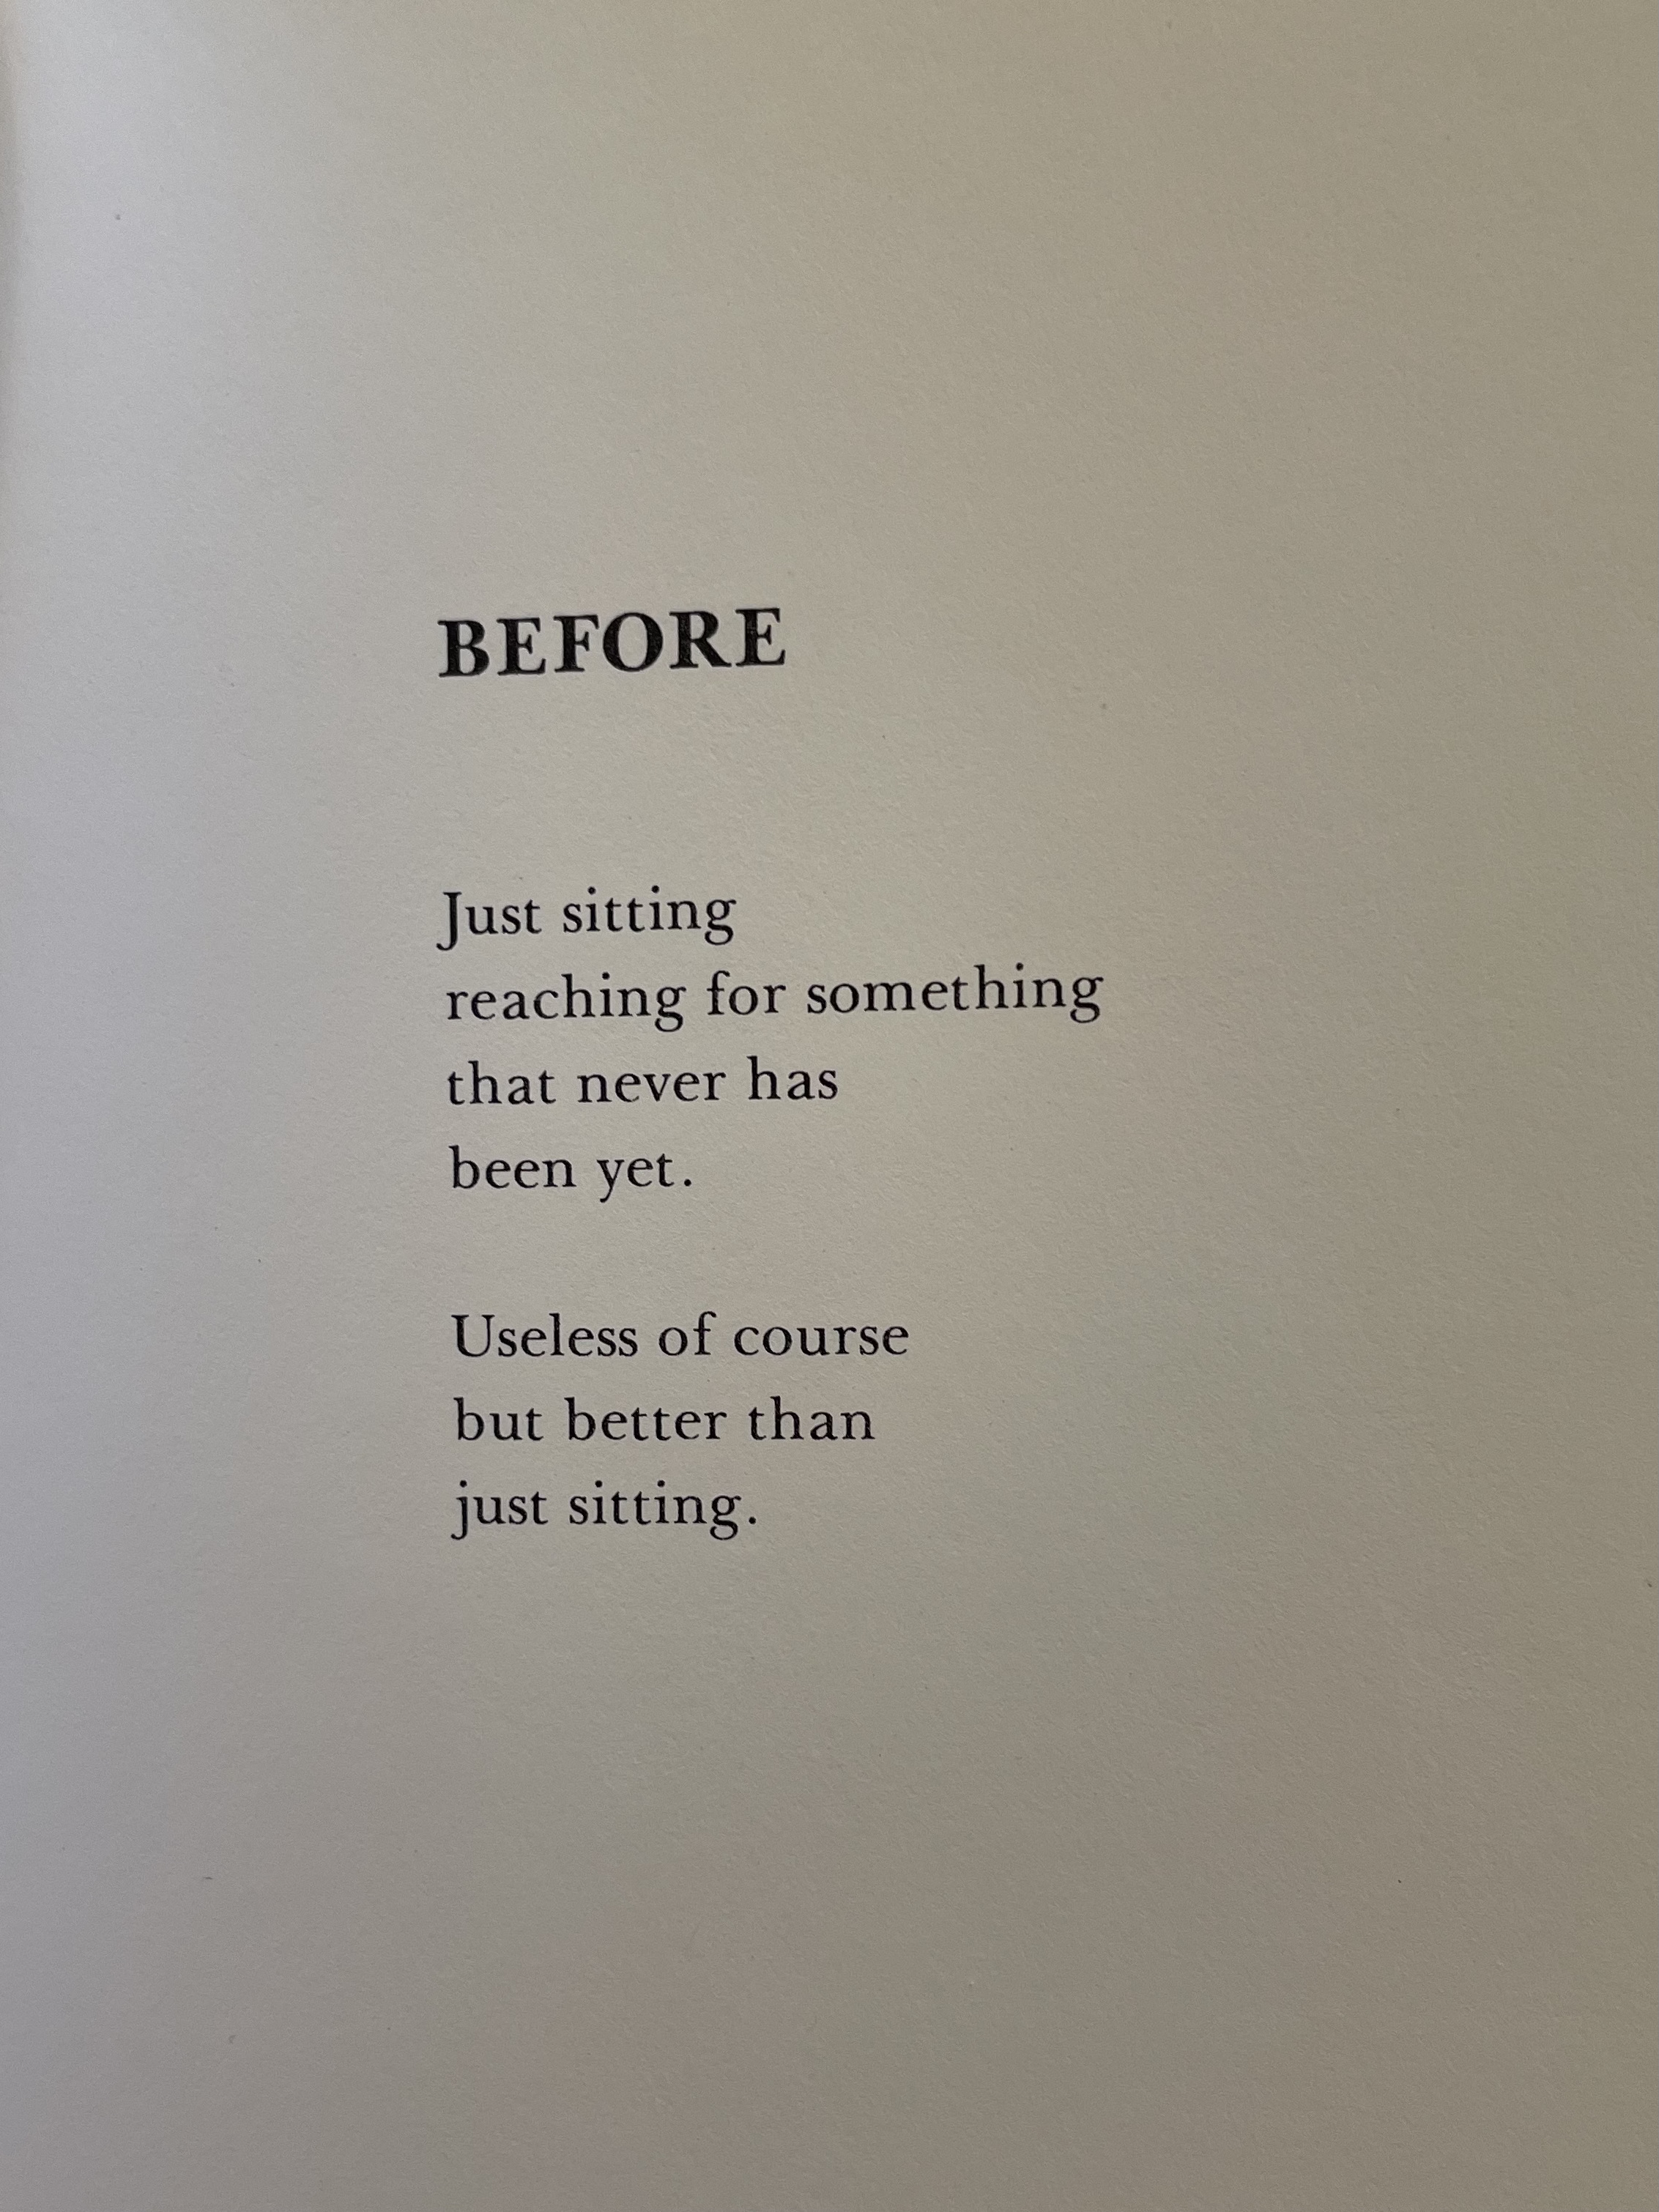 BEFORE
Just sitting
reaching for something
that never has
been yet.
Useless of course
but better than
just sitting.